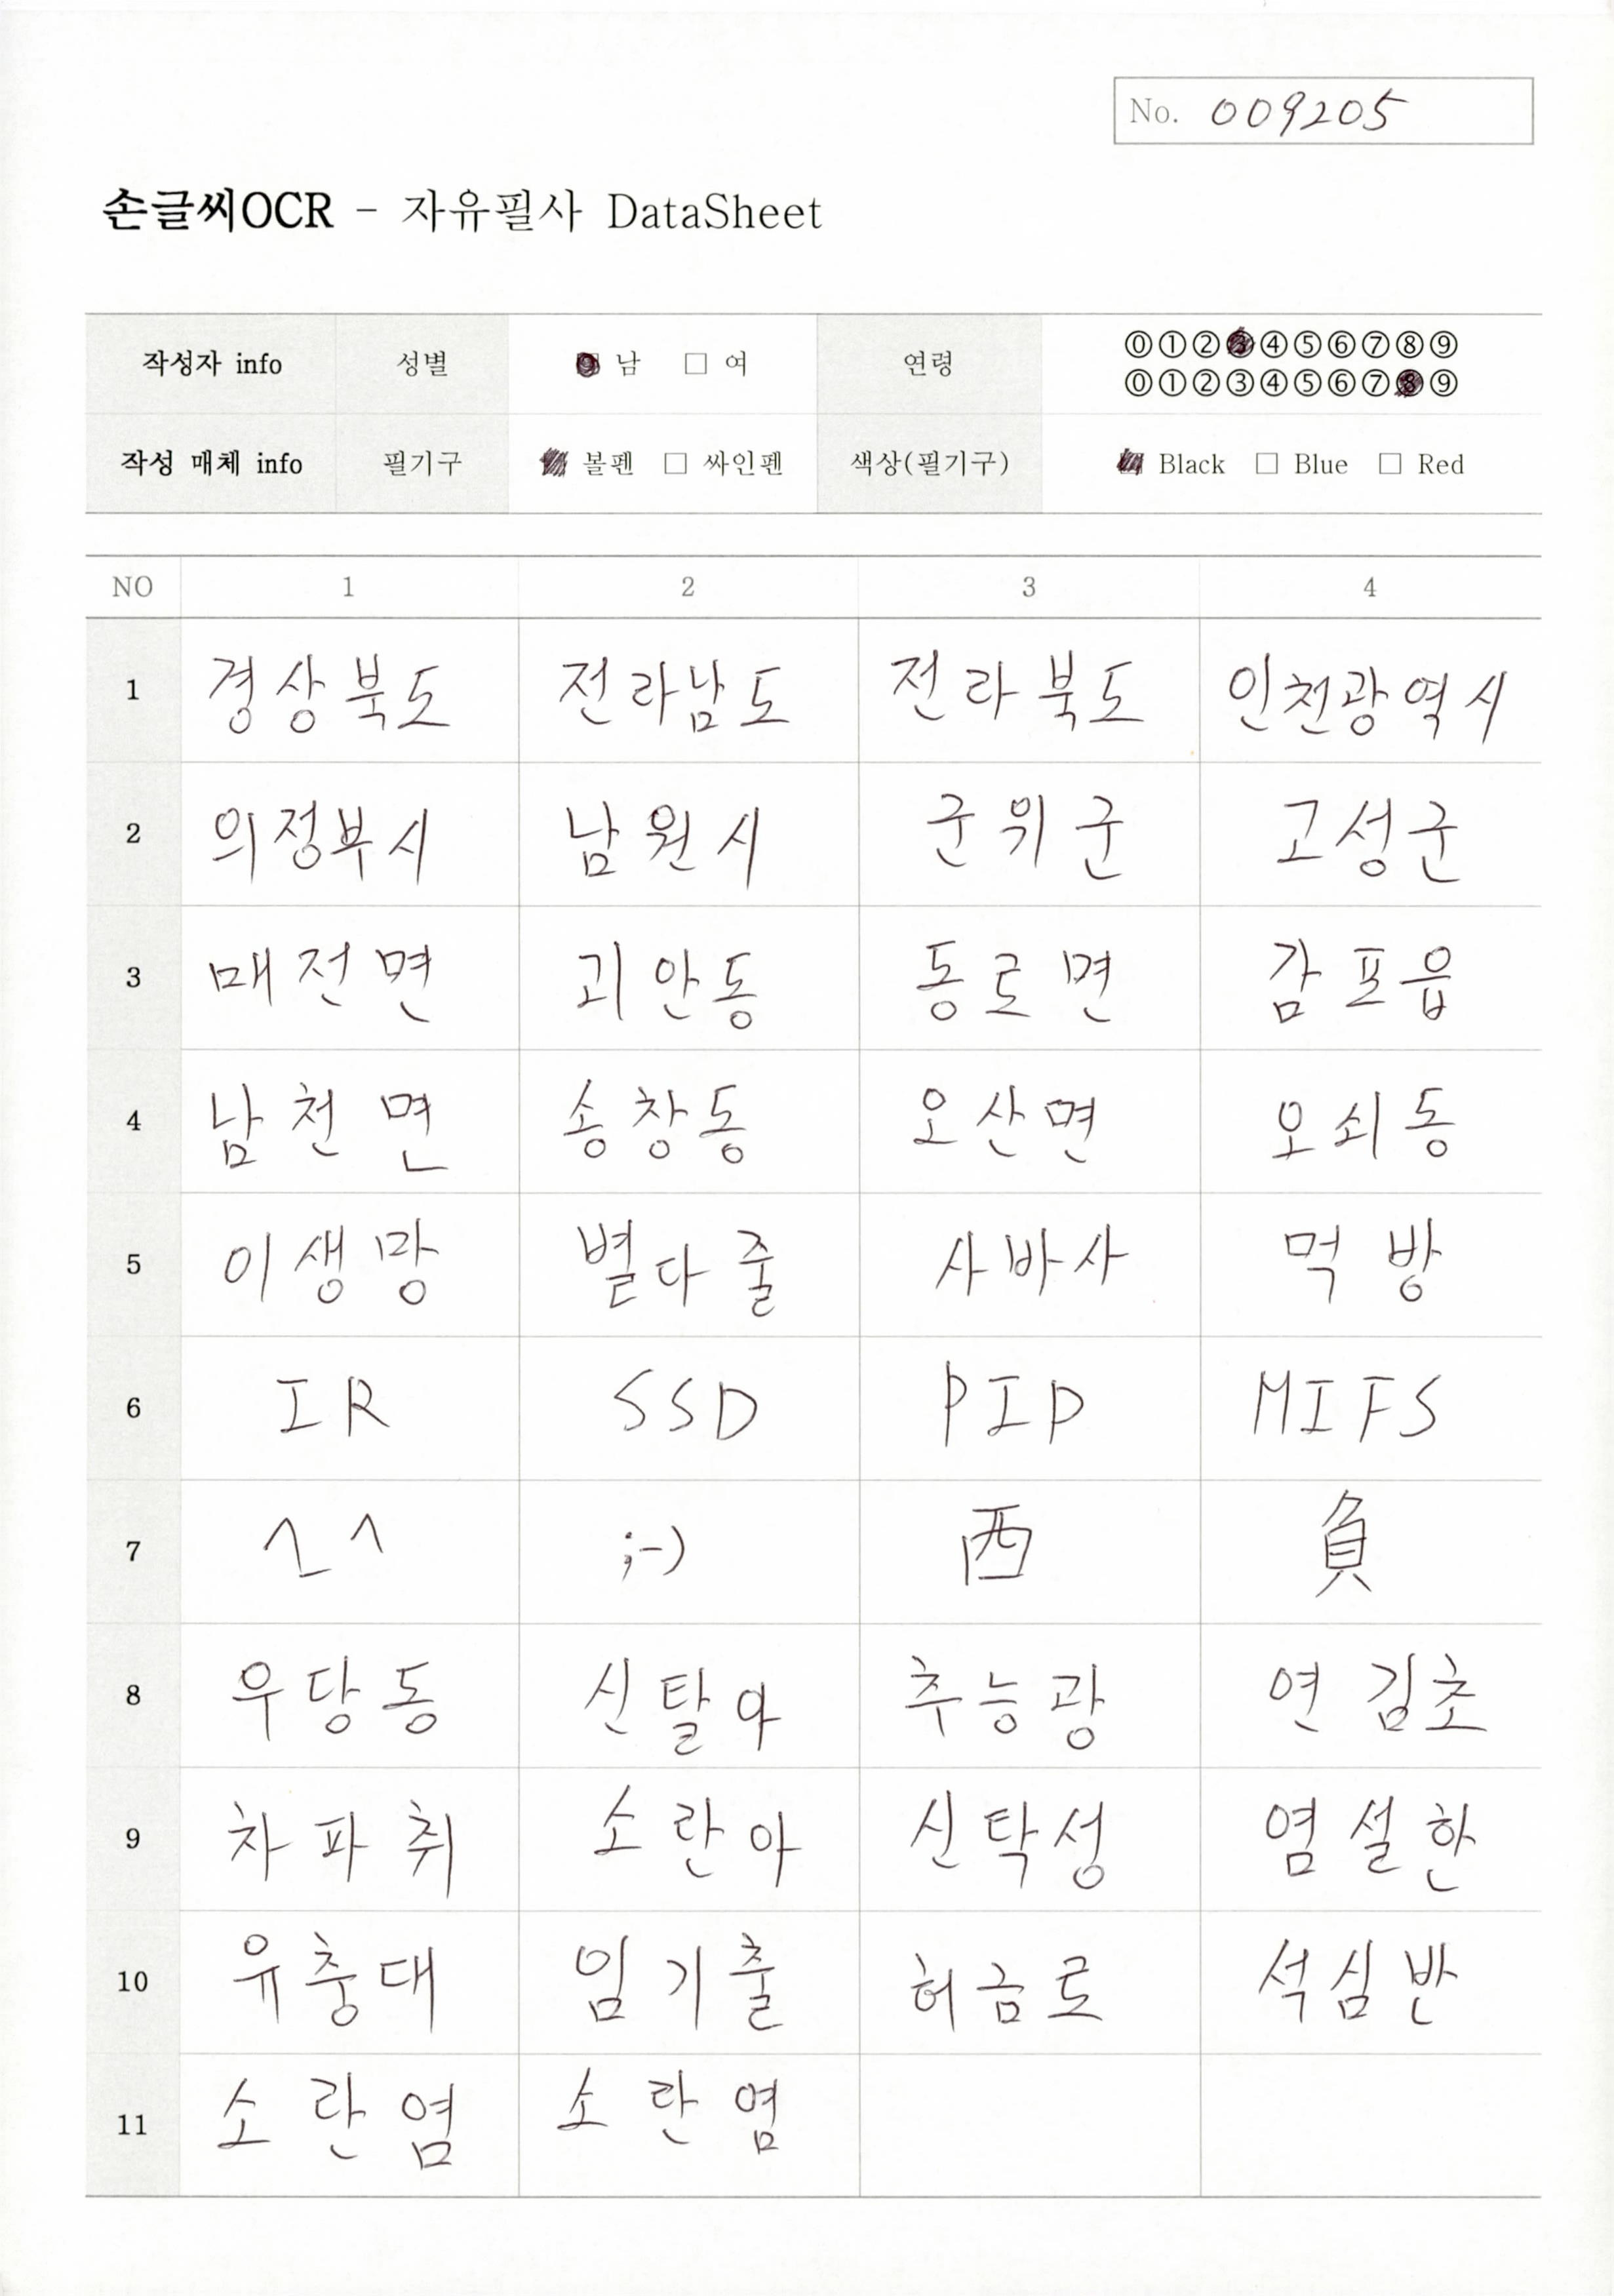 No. 009205
손글씨OCR - 자유필사 DataSheet
작성자 info 성별 남 □ 여 연령 ⓪①②③④⑤⑥⑦⑧⑨
⓪①②③④⑤⑥⑦⑧⑨
작성 매체 info 필기구 볼펜 □ 싸인펜 색상(필기구) Black □ Blue □ Red
NO 1 2 3 4
1 경상북도 전라남도 전라북도 인천광역시
2 의정부시 남원시 군위군 고성군
3 매전면 괴안동 동로면 감포읍
4 남천면 송창동 오산면 오쇠동
5 이생망 별다줄 사바사 먹방
6 IR SSD PIP MIFS
7 ^_^ ;-) 西 負
8 우당동 신탈아 추능광 연김초
9 차파취 소란아 신탁성 염설한
10 유충대 임기출 허금로 석심반
11 소란염 소란염